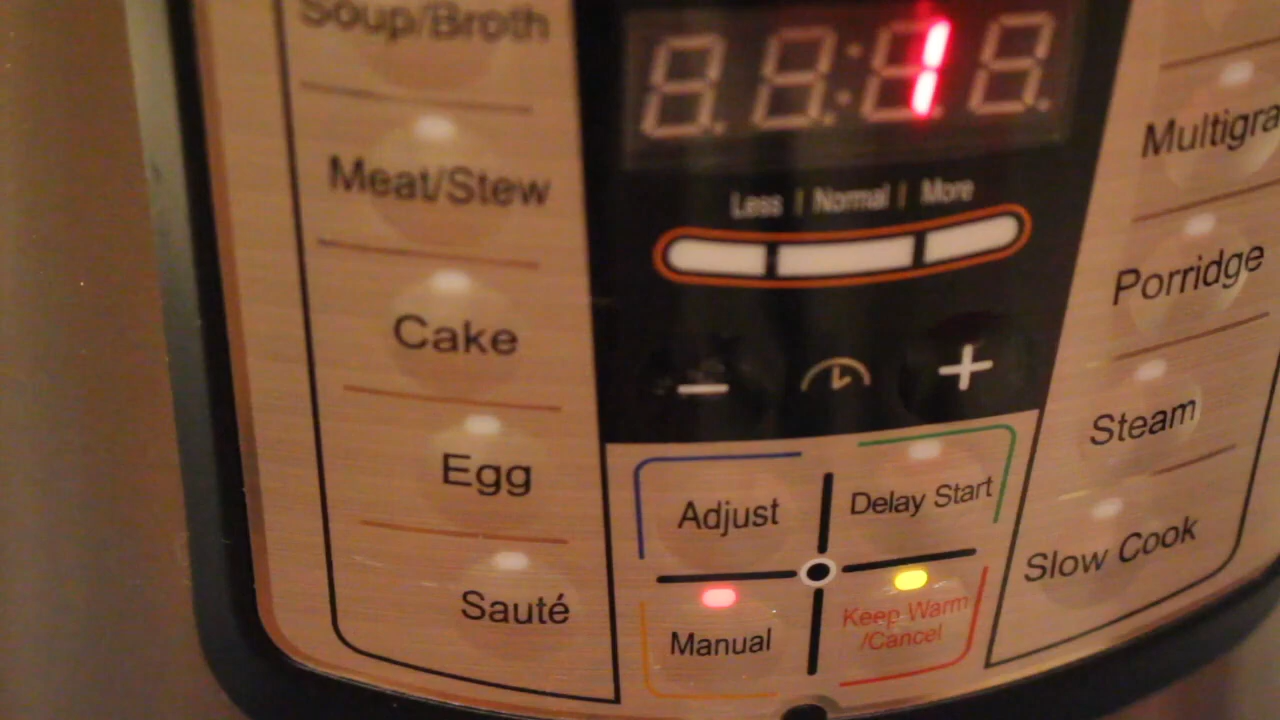 Soup/Broth
Meat/Stew
Cake
Egg
Sauté
1
Less | Normal | More
− +
Adjust
Delay Start
Manual
Keep Warm
/Cancel
Porridge
Steam
Slow Cook